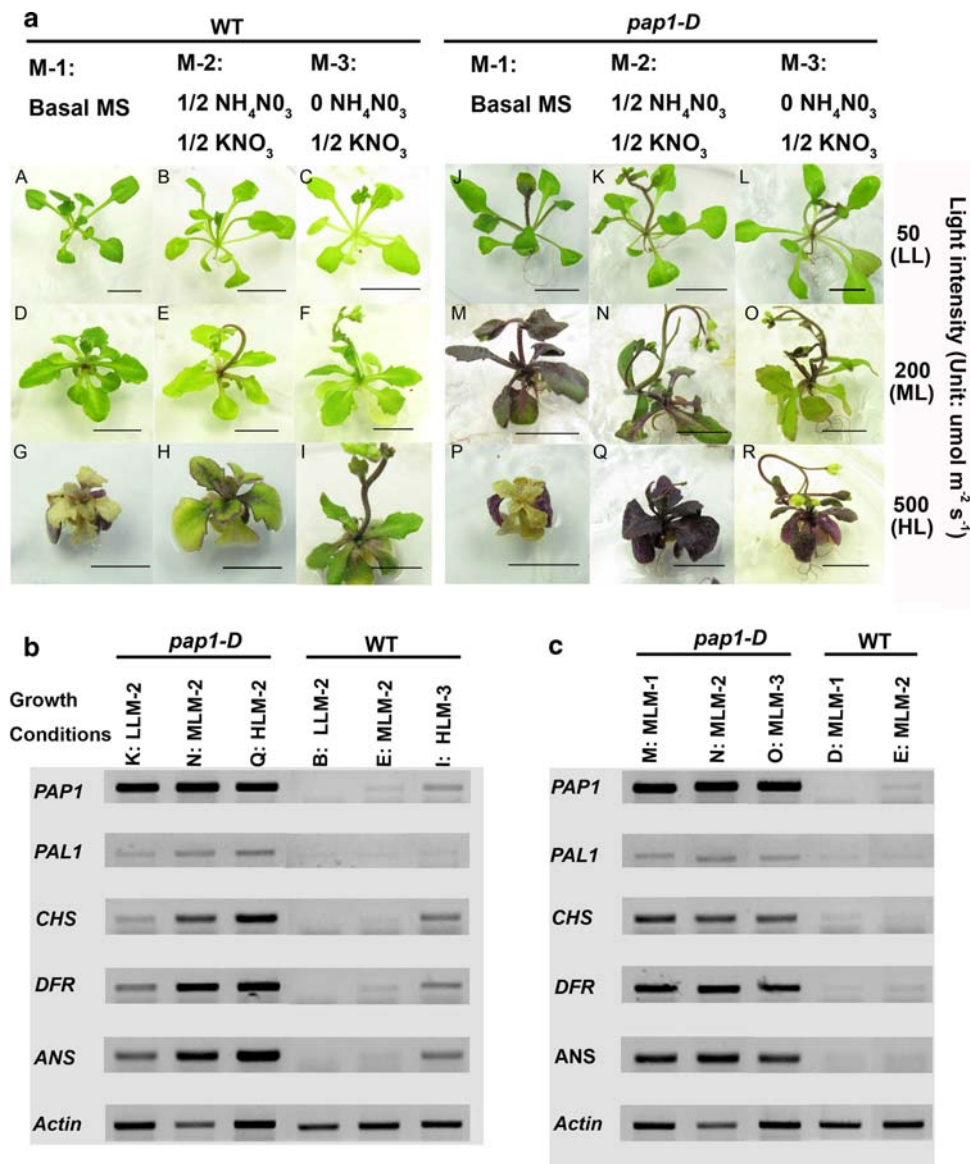 a
WT pap1-D
M-1: M-2: M-3: M-1: M-2: M-3:
Basal MS 1/2 NH4N03 0 NH4N03 Basal MS 1/2 NH4N03 0 NH4N03
1/2 KNO3 1/2 KNO3 1/2 KNO3 1/2 KNO3
A B C J K L
50
(LL)
D E F M N O
200
(ML)
G H I P Q R
500
(HL)
Light intensity (Unit: umol m-2 s-1)
b
pap1-D WT
Growth
Conditions
K: LLM-2
N: MLM-2
Q: HLM-2
B: LLM-2
E: MLM-2
I: HLM-3
PAP1
PAL1
CHS
DFR
ANS
Actin
c
pap1-D WT
M: MLM-1
N: MLM-2
O: MLM-3
D: MLM-1
E: MLM-2
PAP1
PAL1
CHS
DFR
ANS
Actin